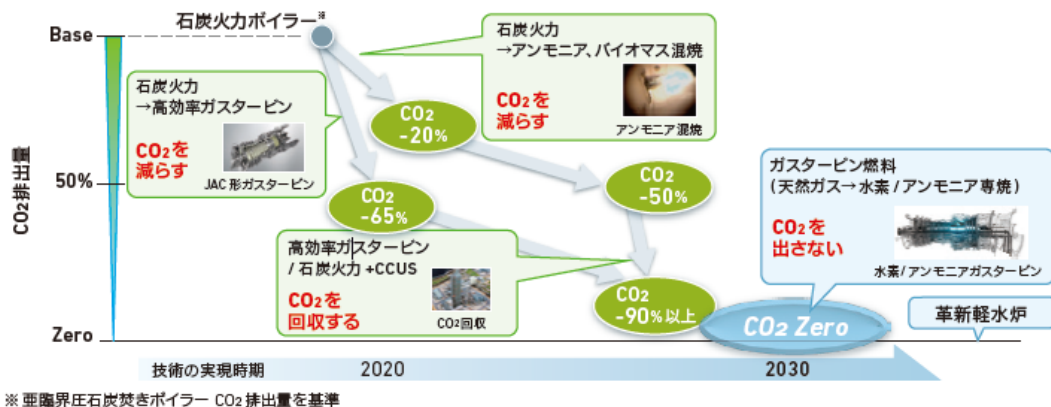 石炭火力ボイラー※
Base
石炭火力
→アンモニア、バイオマス混焼
CO2を
減らす
アンモニア混焼
石炭火力
→高効率ガスタービン
CO2を
減らす
JAC形ガスタービン
CO2
-20%
CO2排出量
50%
CO2
-50%
CO2
-65%
ガスタービン燃料
(天然ガス→水素/アンモニア専焼)
CO2を
出さない
水素/アンモニアガスタービン
高効率ガスタービン
/石炭火力+CCUS
CO2を
回収する
CO2回収
CO2
-90%以上
CO2 Zero
革新軽水炉
Zero
技術の実現時期
2020
2030
※亜臨界圧石炭焚きボイラー CO2排出量を基準